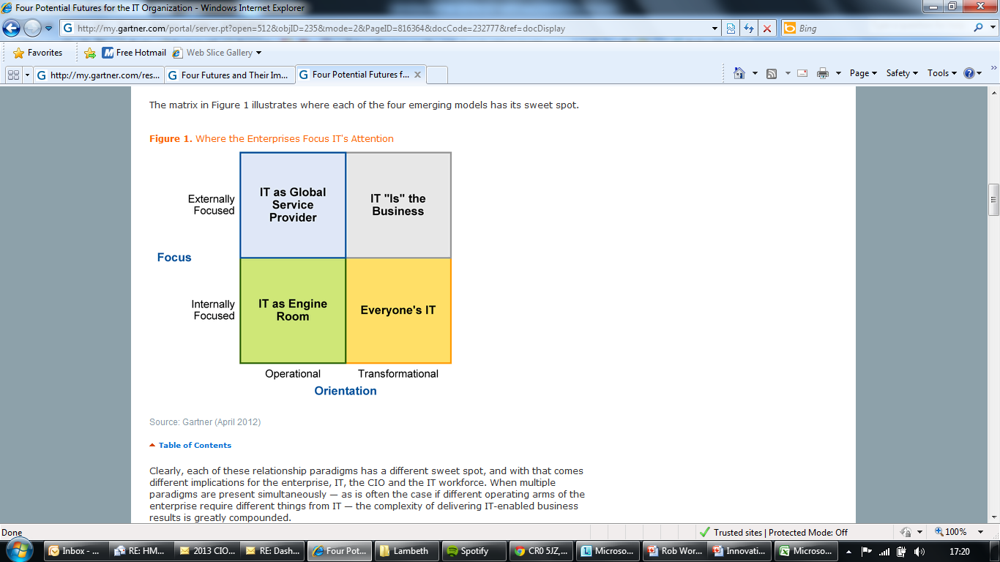 Four Potential Futures for the IT Organization - Windows Internet Explorer
http://my.gartner.com/portal/server.pt?open=512&objID=235&mode=2&PageID=816364&docCode=232777&ref=docDisplay
Bing
Favorites
Free Hotmail
Web Slice Gallery
http://my.gartner.com/res...
Four Futures and Their Im...
Four Potential Futures f...
Page
Safety
Tools
The matrix in Figure 1 illustrates where each of the four emerging models has its sweet spot.
Figure 1. Where the Enterprises Focus IT's Attention
Externally
Focused
IT as Global
Service
Provider
IT "Is" the
Business
Focus
Internally
Focused
IT as Engine
Room
Everyone's IT
Operational
Transformational
Orientation
Source: Gartner (April 2012)
Table of Contents
Clearly, each of these relationship paradigms has a different sweet spot, and with that comes
different implications for the enterprise, IT, the CIO and the IT workforce. When multiple
paradigms are present simultaneously — as is often the case if different operating arms of the
enterprise require different things from IT — the complexity of delivering IT-enabled business
results is greatly compounded.
Done
Trusted sites | Protected Mode: Off
100%
Inbox - ...
RE: HM...
2013 CIO...
RE: Dash...
Four Pot...
Lambeth
Spotify
CR0 5JZ,...
Microso...
Rob Wor...
Innovati...
Microso...
17:20